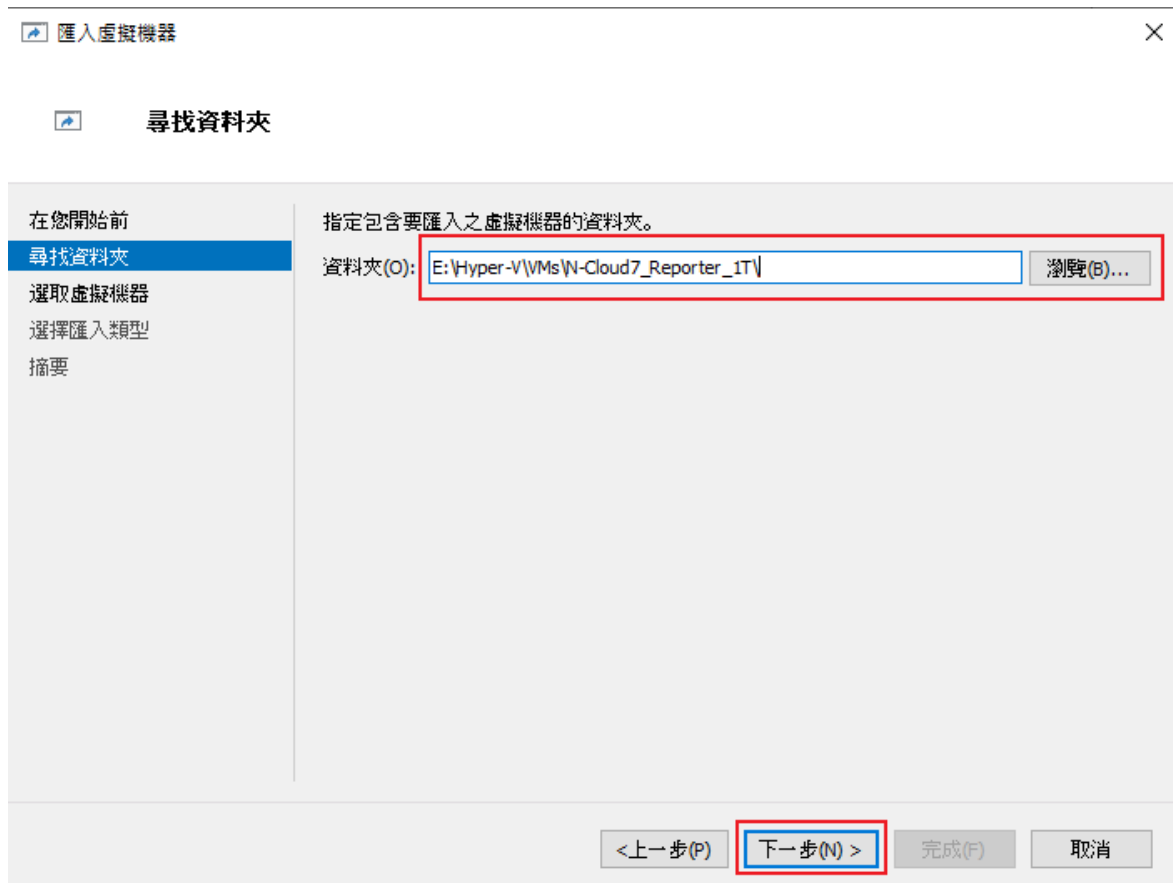 匯入虛擬機器
尋找資料夾
在您開始前
尋找資料夾
選取虛擬機器
選擇匯入類型
摘要
指定包含要匯入之虛擬機器的資料夾。
資料夾(O): E:\Hyper-V\VMs\N-Cloud7_Reporter_1T\ 瀏覽(B)...
<上一步(P) 下一步(N) > 完成(F) 取消